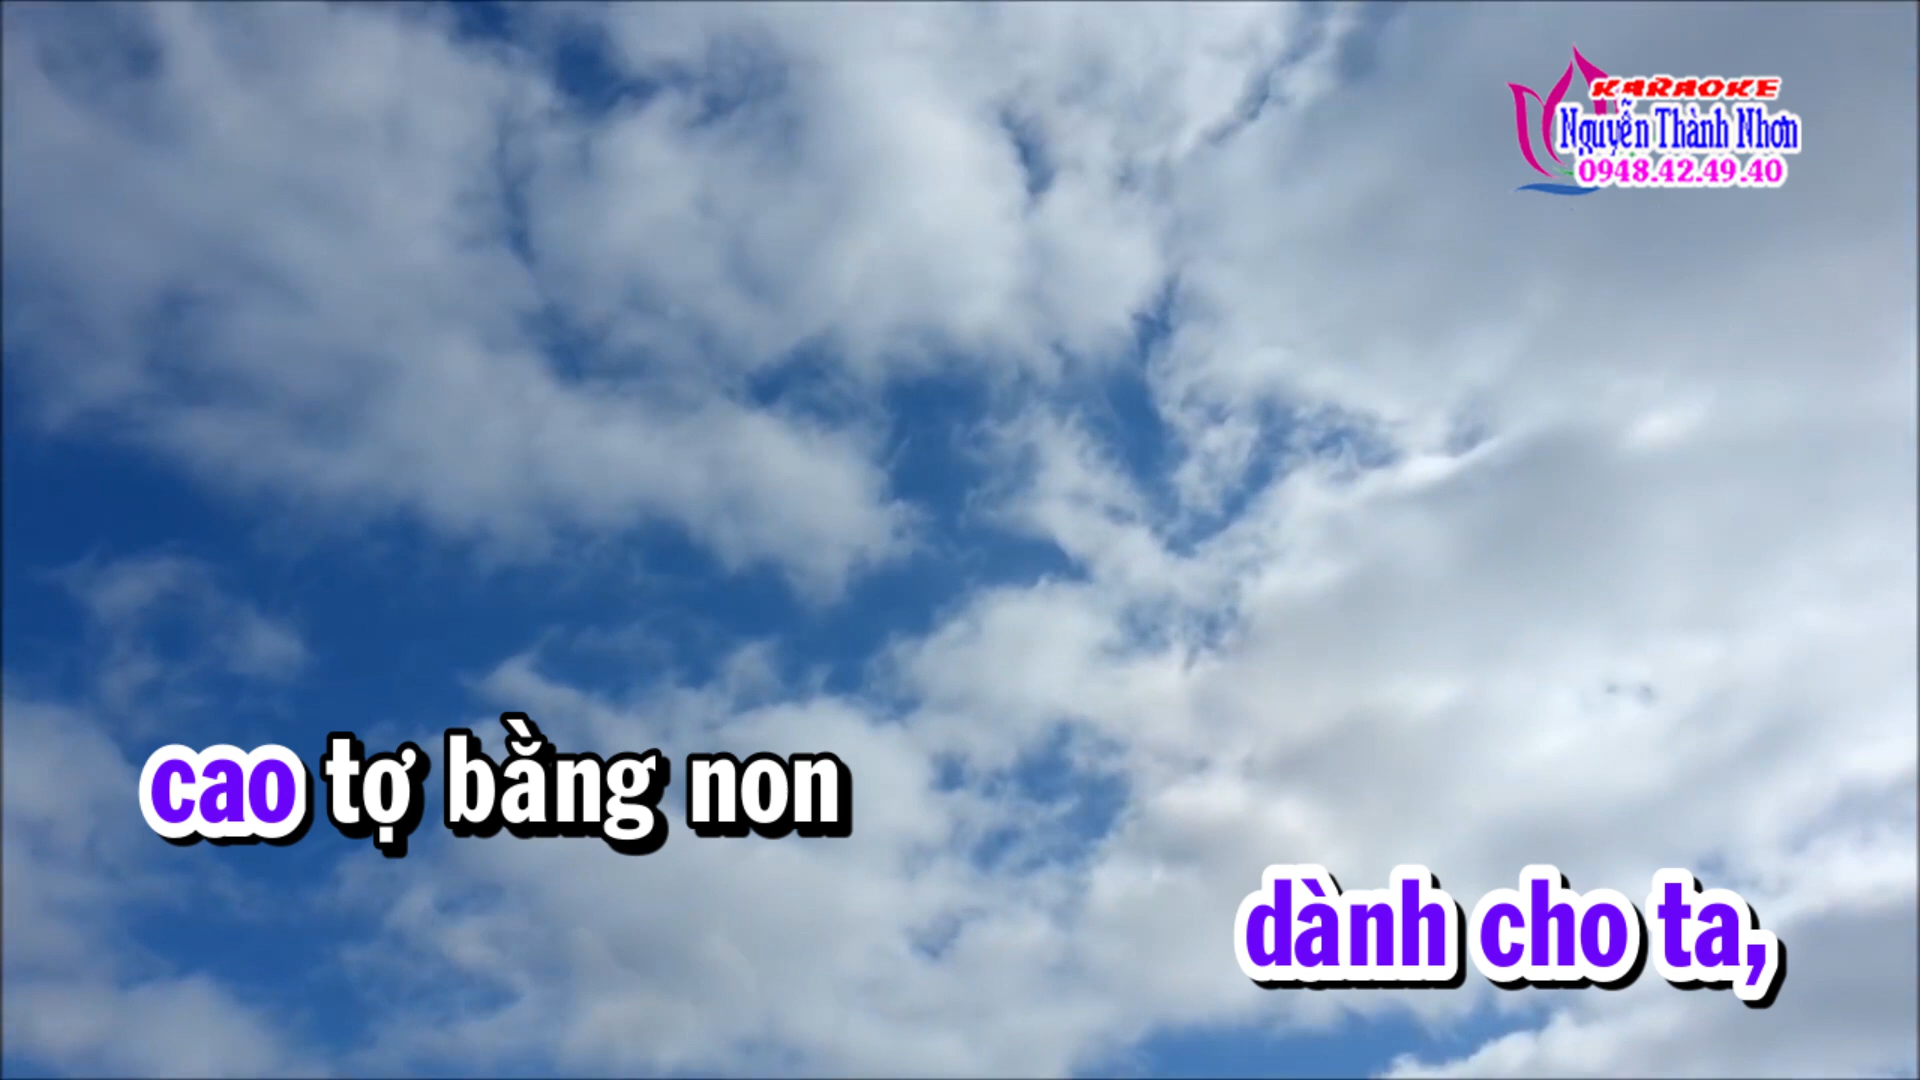 KARAOKE
Nguyễn Thành Nhơn
0948.42.49.40
cao tợ bằng non
dành cho ta,